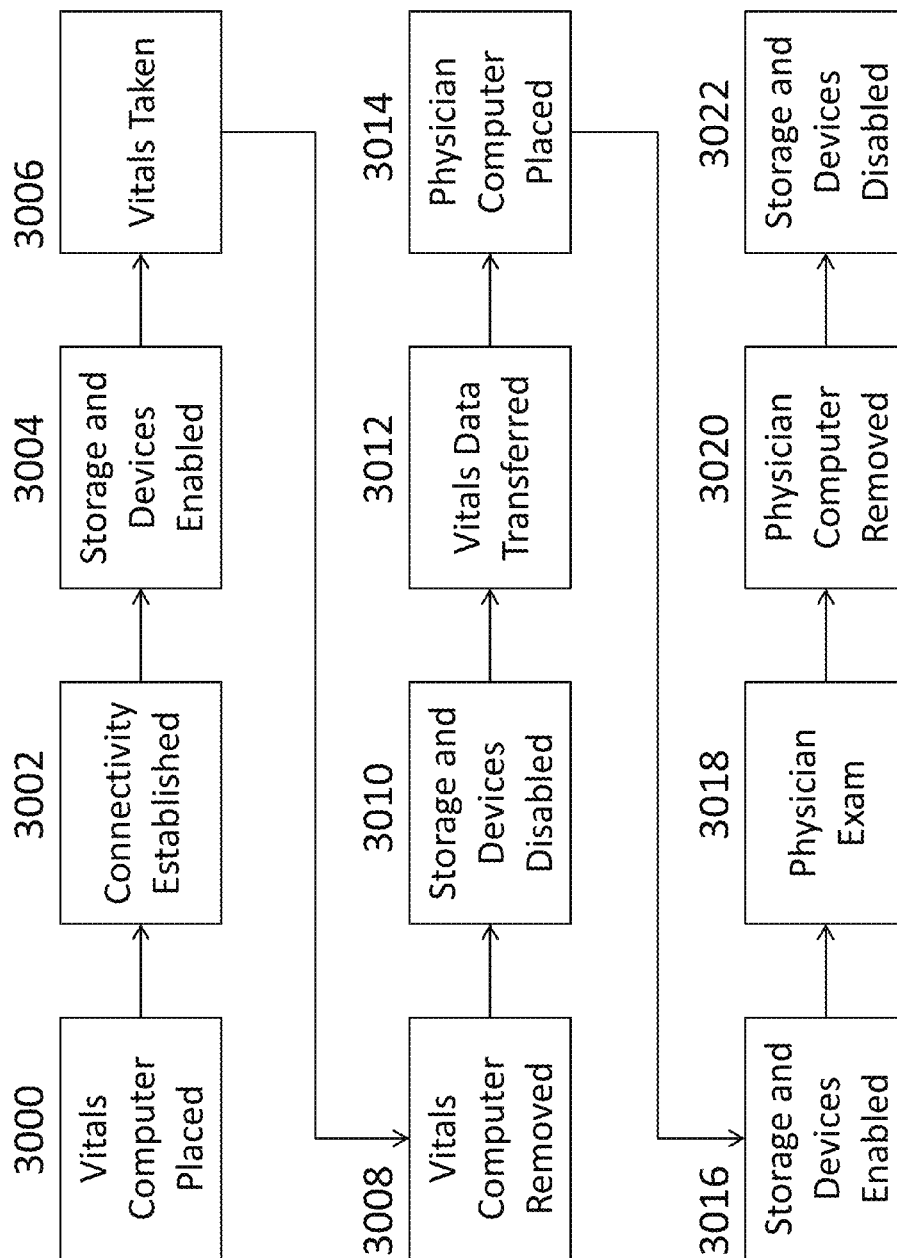 3000
Vitals
Computer
Placed
3002
Connectivity
Established
3004
Storage and
Devices
Enabled
3006
Vitals Taken
3008
Vitals
Computer
Removed
3010
Storage and
Devices
Disabled
3012
Vitals Data
Transferred
3014
Physician
Computer
Placed
3016
Storage and
Devices
Enabled
3018
Physician
Exam
3020
Physician
Computer
Removed
3022
Storage and
Devices
Disabled